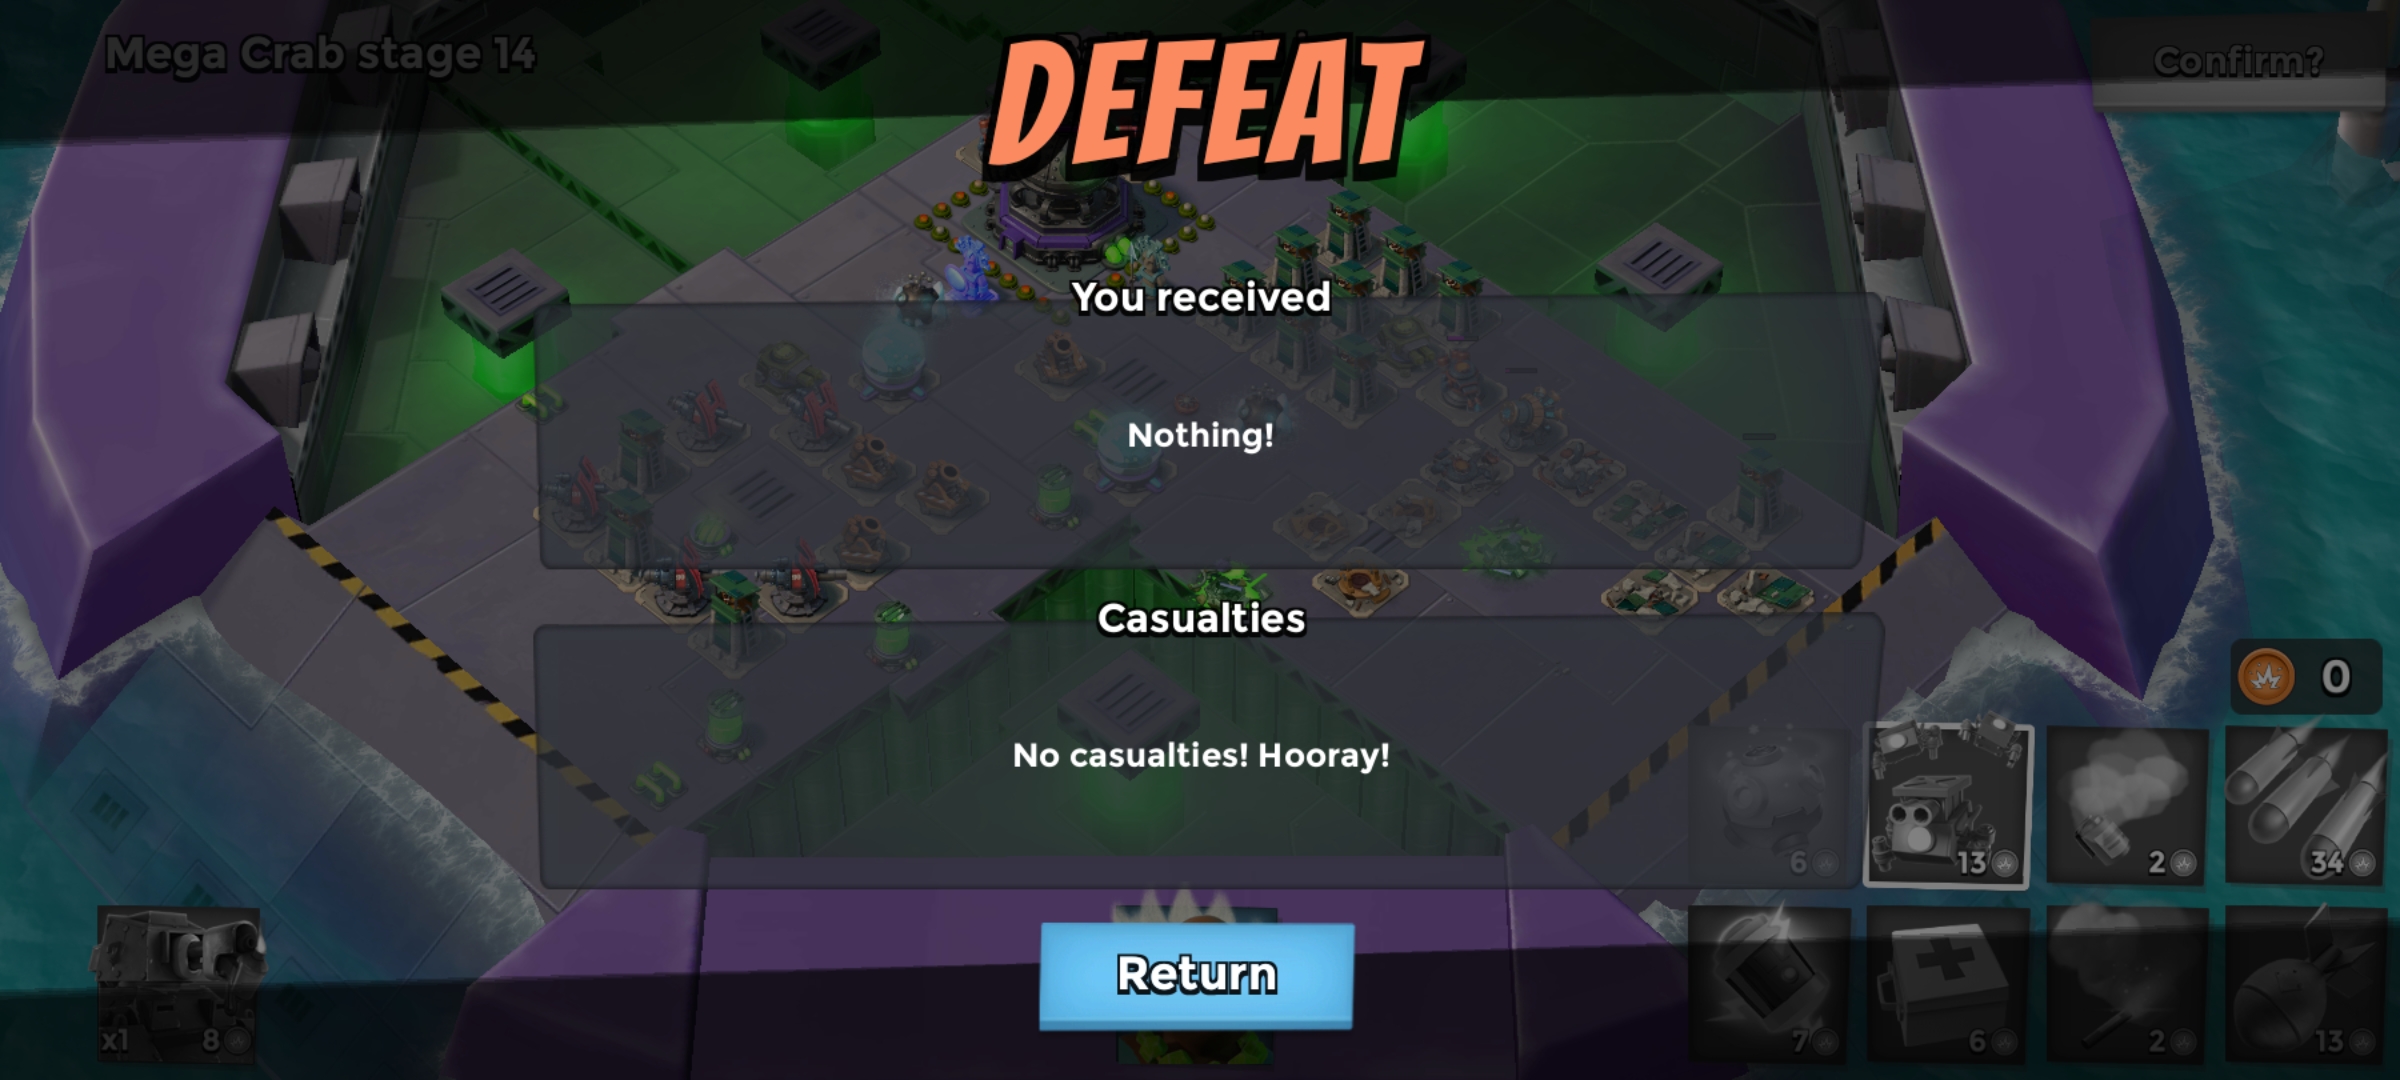 Mega Crab stage 14
DEFEAT
Confirm?
You received
Nothing!
Casualties
No casualties! Hooray!
0
6
13
2
34
Return
x1
8
7
6
2
13